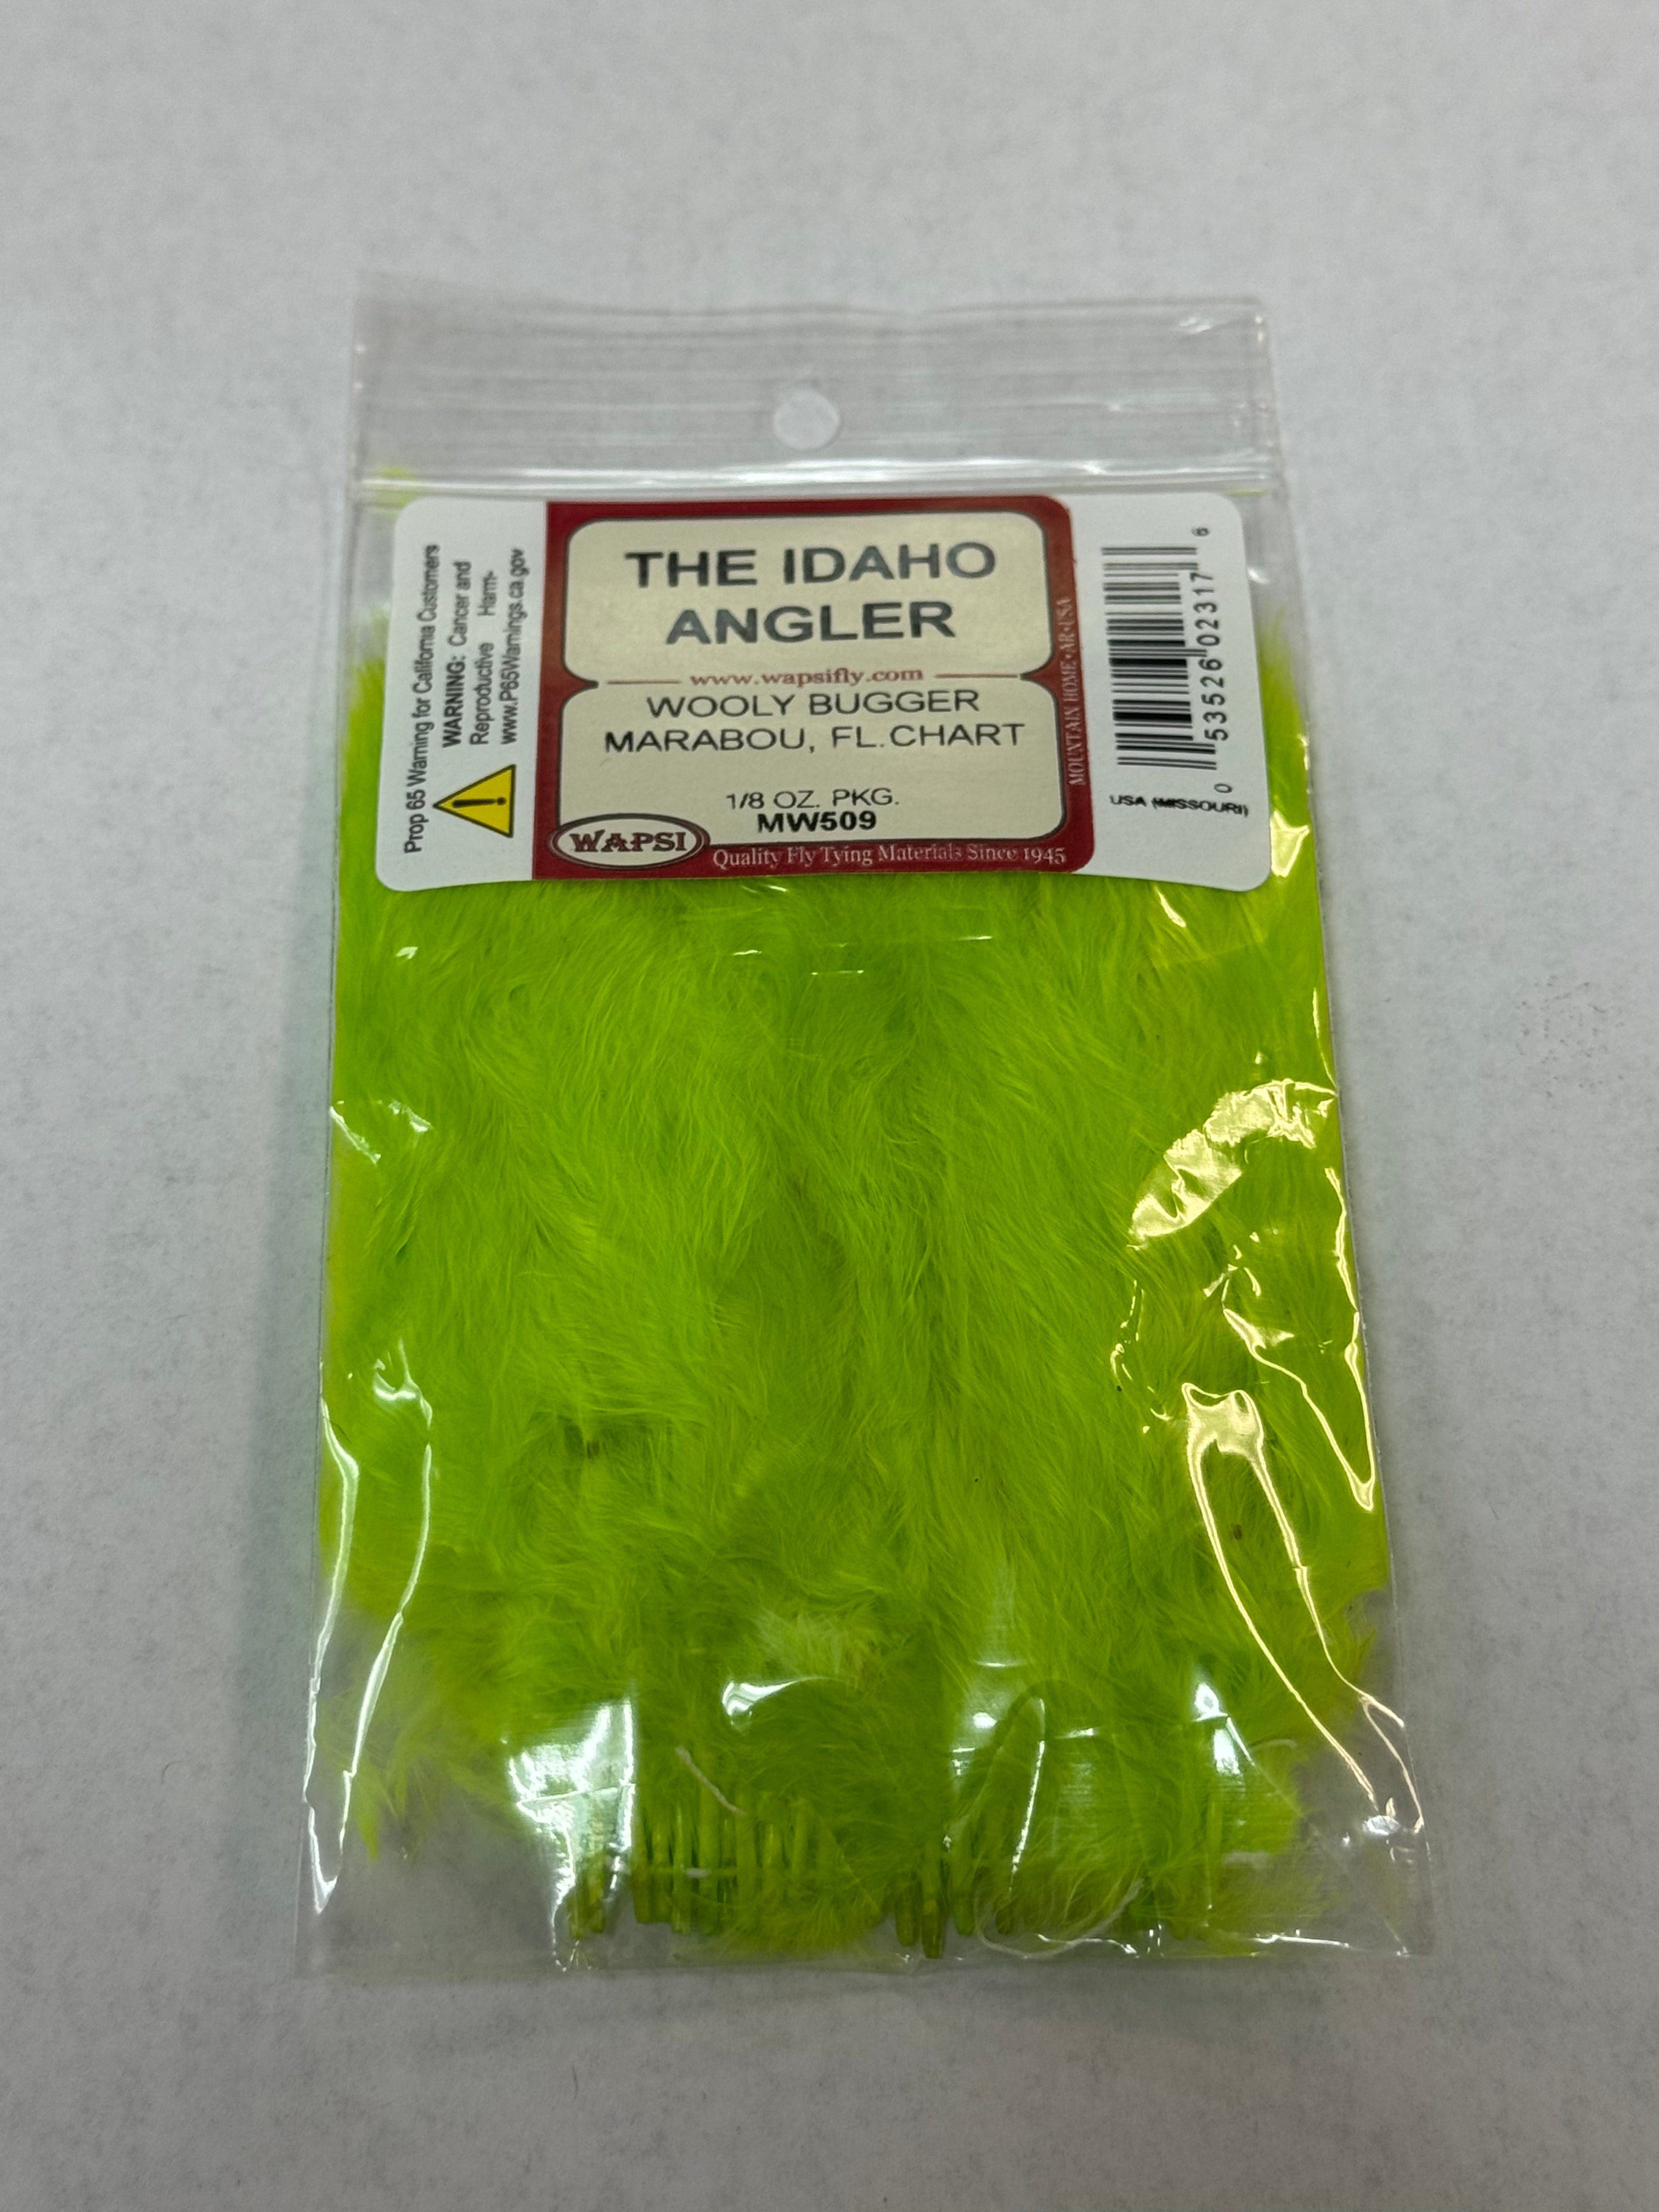 THE IDAHO
ANGLER
www.wapsifly.com
WOOLY BUGGER
MARABOU, FL.CHART
1/8 OZ. PKG.
MW509
WAPSI
Quality Fly Tying Materials Since 1945
MOUNTAIN HOME•AR•USA
Prop 65 Warning for California Customers
WARNING: Cancer and
Reproductive Harm-
www.P65Warnings.ca.gov
0 53526 02317 6
USA (MISSOURI)